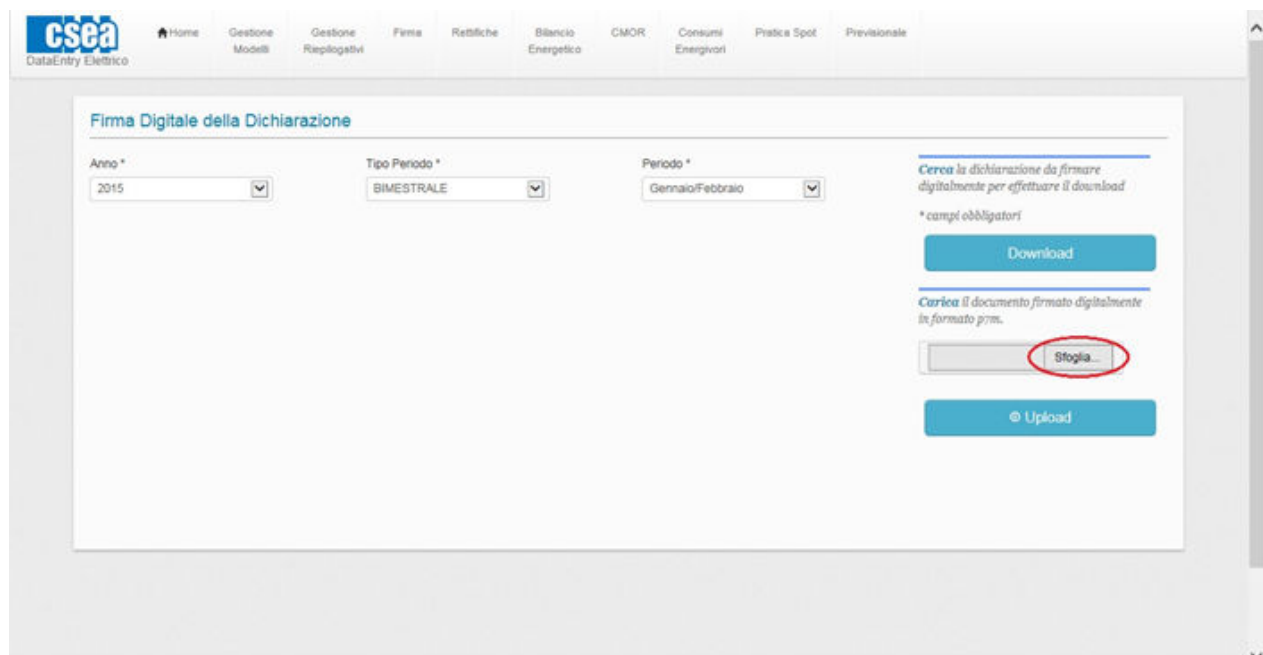 csea
DataEntry Elettrico
Home
Gestione
Modelli
Gestione
Riepilogativi
Firma
Rettifiche
Bilancio
Energetico
CMOR
Consumi
Energivori
Pratica Spot
Previsionale
Firma Digitale della Dichiarazione
Anno *
2015
Tipo Periodo *
BIMESTRALE
Periodo *
Gennaio/Febbraio
Cerca la dichiarazione da firmare
digitalmente per effettuare il download
* campi obbligatori
Download
Carica il documento firmato digitalmente
in formato p7m.
Sfoglia...
Upload